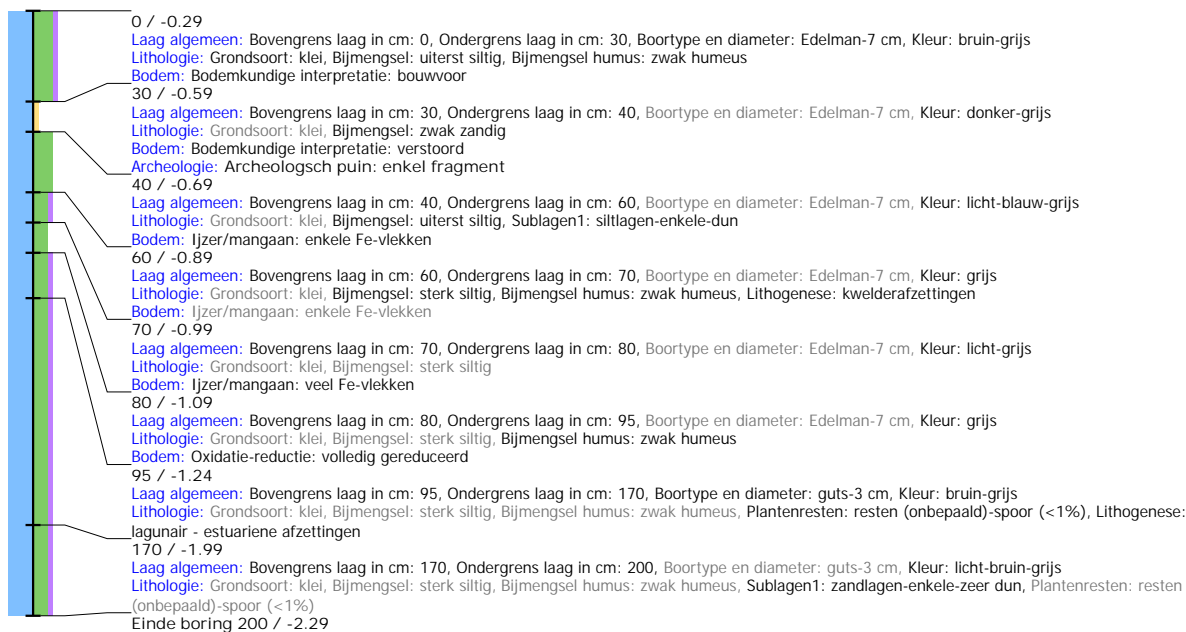 0 / -0.29
Laag algemeen: Bovengrens laag in cm: 0, Ondergrens laag in cm: 30, Boortype en diameter: Edelman-7 cm, Kleur: bruin-grijs
Lithologie: Grondsoort: klei, Bijmengsel: uiterst siltig, Bijmengsel humus: zwak humeus
Bodem: Bodemkundige interpretatie: bouwvoor
30 / -0.59
Laag algemeen: Bovengrens laag in cm: 30, Ondergrens laag in cm: 40, Boortype en diameter: Edelman-7 cm, Kleur: donker-grijs
Lithologie: Grondsoort: klei, Bijmengsel: zwak zandig
Bodem: Bodemkundige interpretatie: verstoord
Archeologie: Archeologsch puin: enkel fragment
40 / -0.69
Laag algemeen: Bovengrens laag in cm: 40, Ondergrens laag in cm: 60, Boortype en diameter: Edelman-7 cm, Kleur: licht-blauw-grijs
Lithologie: Grondsoort: klei, Bijmengsel: uiterst siltig, Sublagen1: siltlagen-enkele-dun
Bodem: Ijzer/mangaan: enkele Fe-vlekken
60 / -0.89
Laag algemeen: Bovengrens laag in cm: 60, Ondergrens laag in cm: 70, Boortype en diameter: Edelman-7 cm, Kleur: grijs
Lithologie: Grondsoort: klei, Bijmengsel: sterk siltig, Bijmengsel humus: zwak humeus, Lithogenese: kwelderafzettingen
Bodem: Ijzer/mangaan: enkele Fe-vlekken
70 / -0.99
Laag algemeen: Bovengrens laag in cm: 70, Ondergrens laag in cm: 80, Boortype en diameter: Edelman-7 cm, Kleur: licht-grijs
Lithologie: Grondsoort: klei, Bijmengsel: sterk siltig
Bodem: Ijzer/mangaan: veel Fe-vlekken
80 / -1.09
Laag algemeen: Bovengrens laag in cm: 80, Ondergrens laag in cm: 95, Boortype en diameter: Edelman-7 cm, Kleur: grijs
Lithologie: Grondsoort: klei, Bijmengsel: sterk siltig, Bijmengsel humus: zwak humeus
Bodem: Oxidatie-reductie: volledig gereduceerd
95 / -1.24
Laag algemeen: Bovengrens laag in cm: 95, Ondergrens laag in cm: 170, Boortype en diameter: guts-3 cm, Kleur: bruin-grijs
Lithologie: Grondsoort: klei, Bijmengsel: sterk siltig, Bijmengsel humus: zwak humeus, Plantenresten: resten (onbepaald)-spoor (<1%), Lithogenese:
lagunair - estuariene afzettingen
170 / -1.99
Laag algemeen: Bovengrens laag in cm: 170, Ondergrens laag in cm: 200, Boortype en diameter: guts-3 cm, Kleur: licht-bruin-grijs
Lithologie: Grondsoort: klei, Bijmengsel: sterk siltig, Bijmengsel humus: zwak humeus, Sublagen1: zandlagen-enkele-zeer dun, Plantenresten: resten
(onbepaald)-spoor (<1%)
Einde boring 200 / -2.29